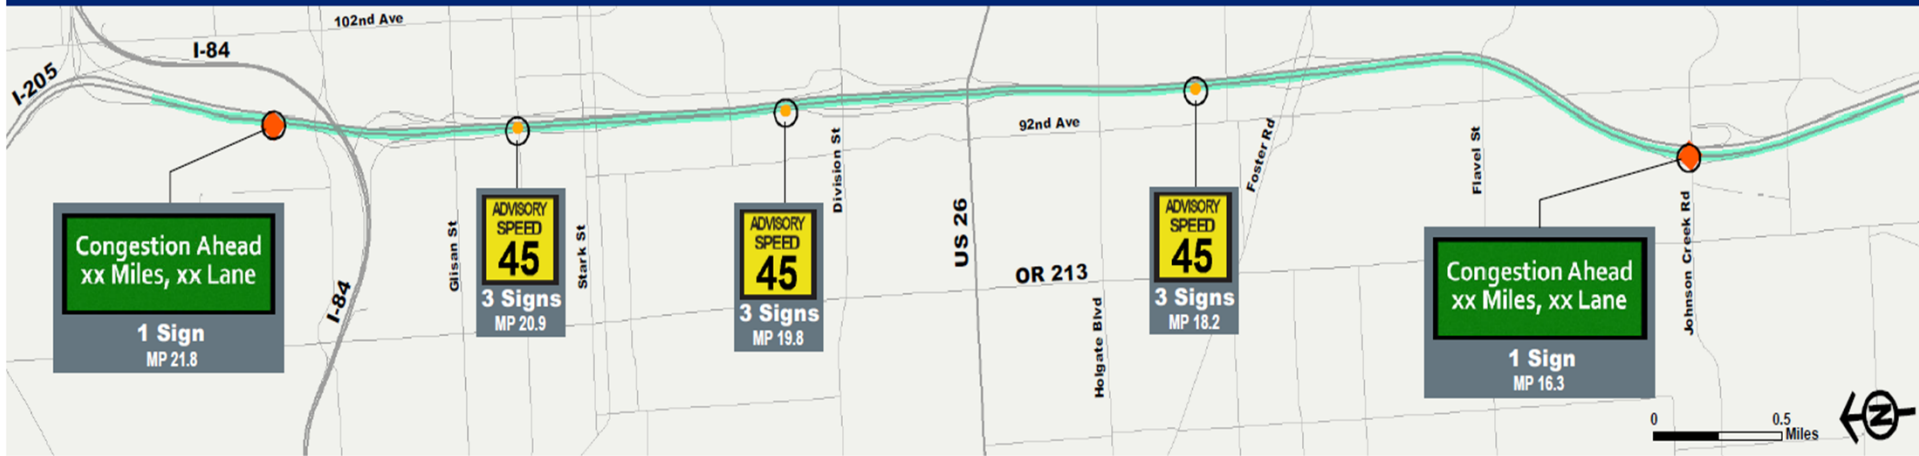 102nd Ave
I-84
I-205
92nd Ave
Division St
Foster Rd
Flavel St
US 26
Glisan St
Stark St
I-84
OR 213
Holgate Blvd
Johnson Creek Rd
Congestion Ahead
xx Miles, xx Lane
1 Sign
MP 21.8
ADVISORY
SPEED
45
3 Signs
MP 20.9
ADVISORY
SPEED
45
3 Signs
MP 19.8
ADVISORY
SPEED
45
3 Signs
MP 18.2
Congestion Ahead
xx Miles, xx Lane
1 Sign
MP 16.3
0 0.5
Miles
N